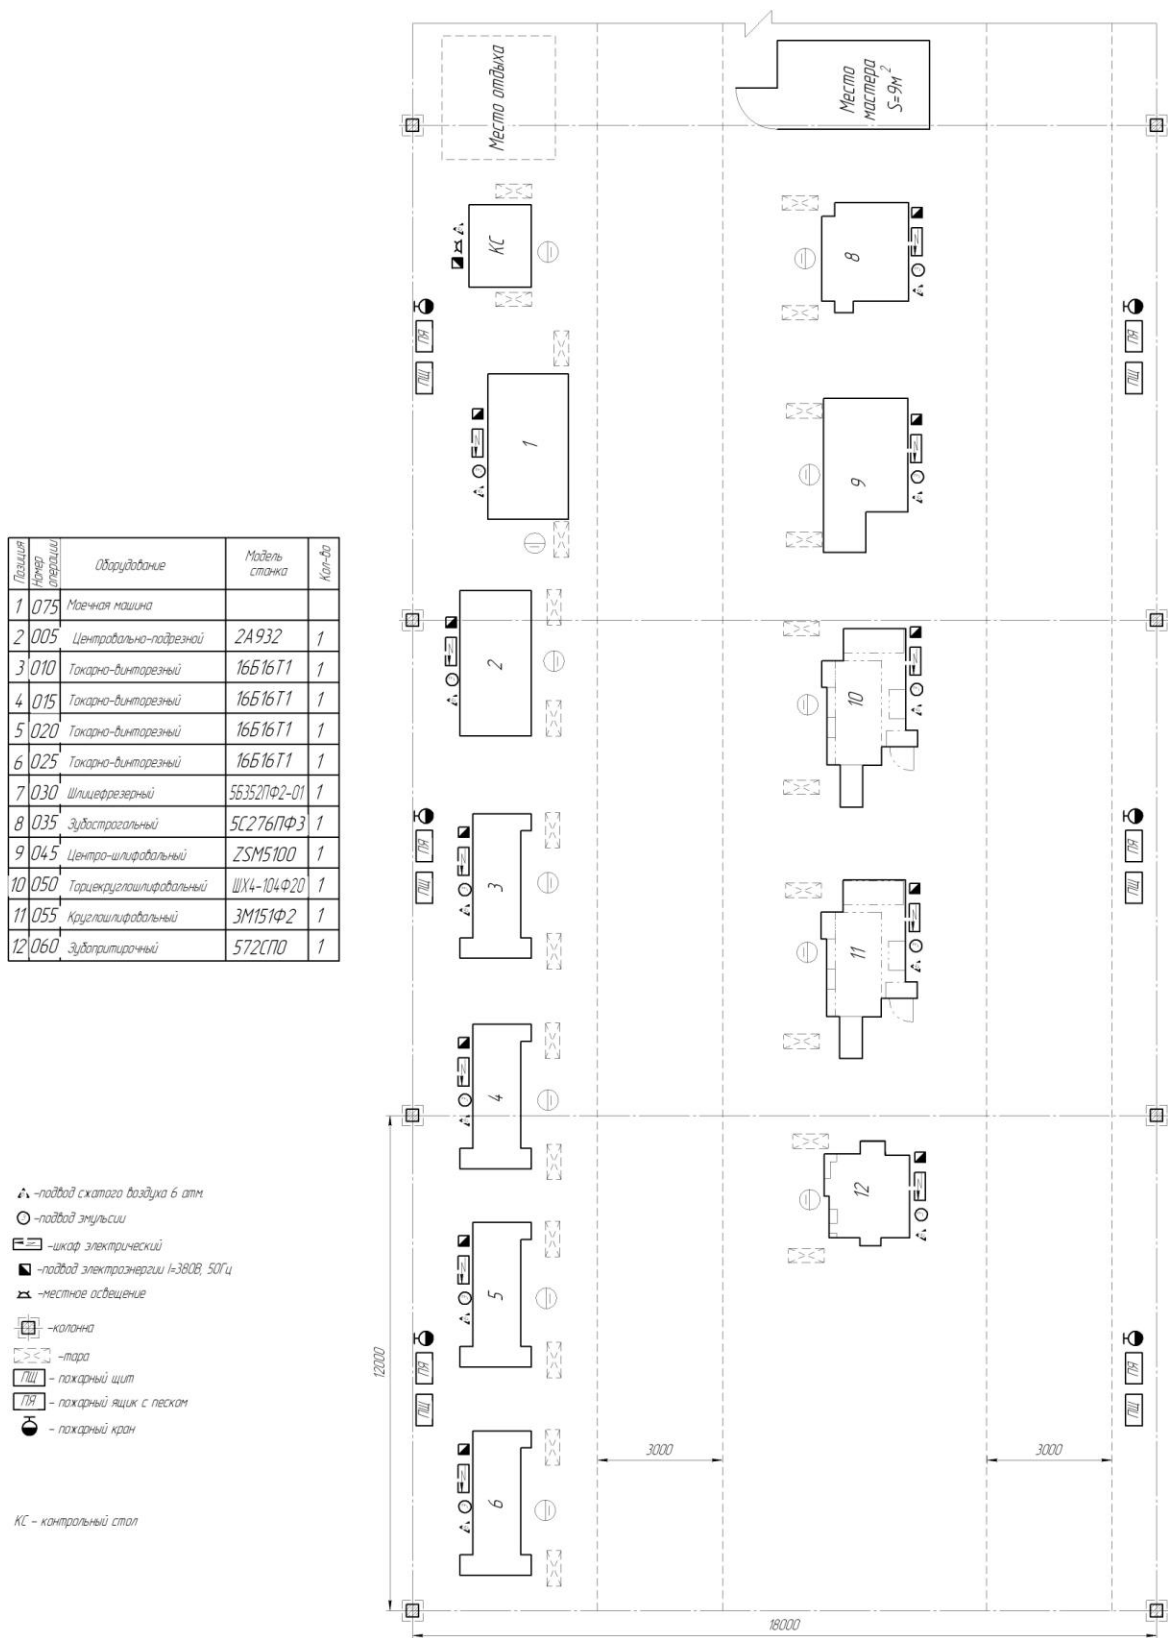 Место отдыха
Место
мастера
S=9м²
КС
8
ПЯ
ПЩ
ПЯ
ПЩ
1
9
2
10
3
ПЯ
ПЩ
ПЯ
ПЩ
11
4
12
5
ПЯ
ПЩ
ПЯ
ПЩ
6
12000
3000
3000
18000
Позиция Номер операции Оборудование Модель станка Кол-во
1 075 Моечная машина
2 005 Центровально-подрезной 2А932 1
3 010 Токарно-винторезный 16Б16Т1 1
4 015 Токарно-винторезный 16Б16Т1 1
5 020 Токарно-винторезный 16Б16Т1 1
6 025 Токарно-винторезный 16Б16Т1 1
7 030 Шлицефрезерный 5Б352ПФ2-01 1
8 035 Зубострогальный 5С276ПФ3 1
9 045 Центро-шлифовальный ZSM5100 1
10 050 Торцекруглошлифовальный ШХ4-104Ф20 1
11 055 Круглошлифовальный 3М151Ф2 1
12 060 Зубопритирочный 572СПО 1
-подвод сжатого воздуха 6 атм.
Э -подвод эмульсии
-шкаф электрический
-подвод электроэнергии I=380В, 50Гц
-местное освещение
-колонна
-тара
ПЩ - пожарный щит
ПЯ - пожарный ящик с песком
- пожарный кран
КС - контрольный стол